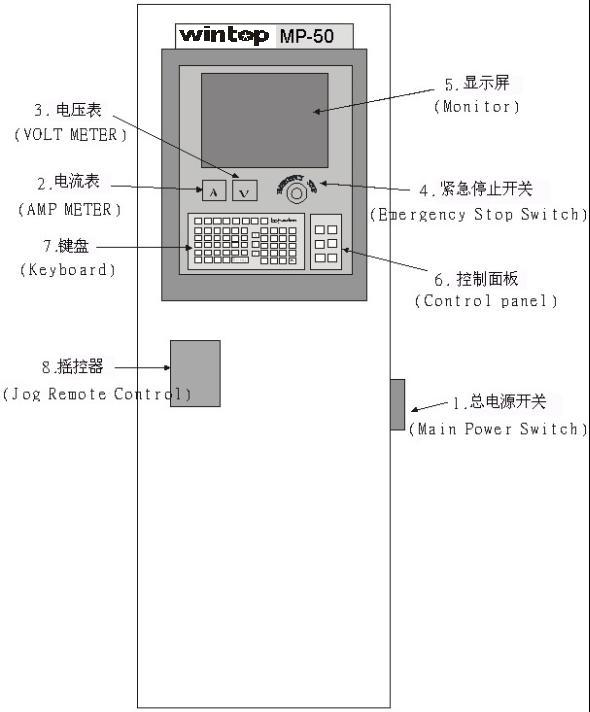 wintop MP-50
5. 显示屏
(Monitor)
3. 电压表
(VOLT METER)
2. 电流表
(AMP METER)
A
V
EMERGENCY STOP
4. 紧急停止开关
(Emergency Stop Switch)
7. 键盘
(Keyboard)
6. 控制面板
(Control panel)
8. 摇控器
(Jog Remote Control)
1. 总电源开关
(Main Power Switch)